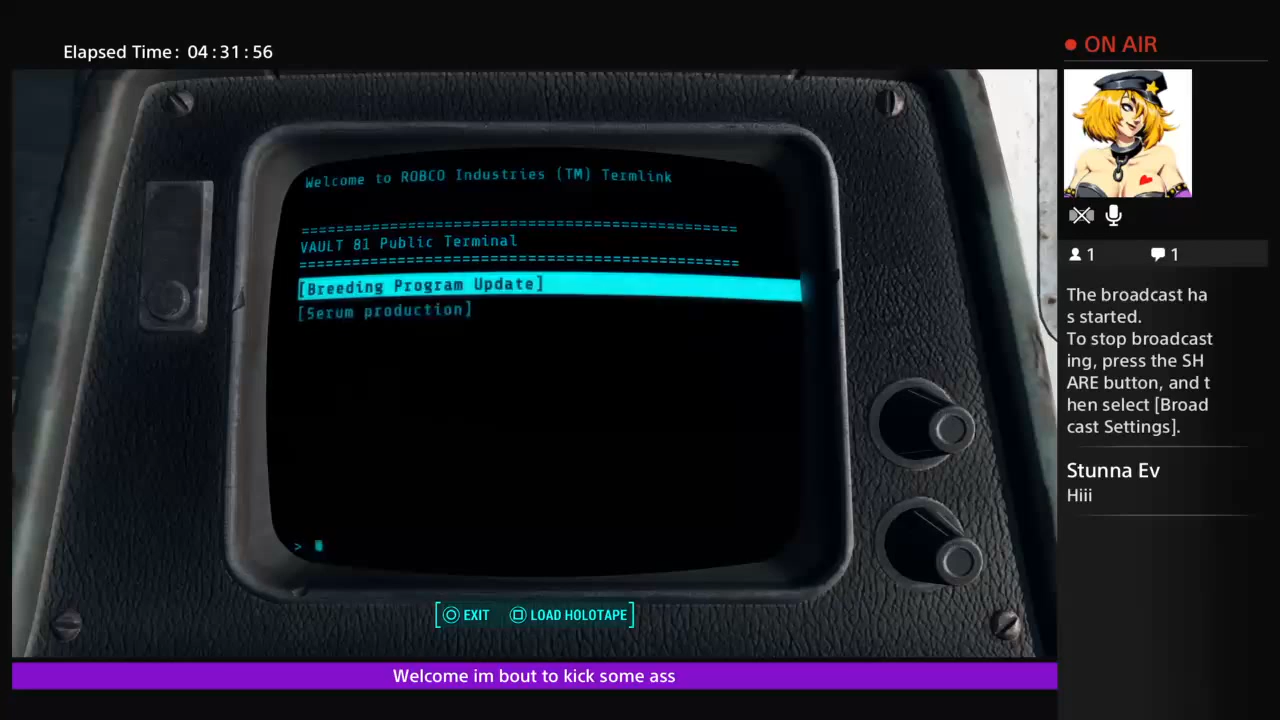 Elapsed Time: 04:31:56
ON AIR
Welcome to ROBCO Industries (TM) Termlink
==================================================
VAULT 81 Public Terminal
==================================================
[Breeding Program Update]
[Serum production]
>
EXIT LOAD HOLOTAPE
Welcome im bout to kick some ass
1 1
The broadcast ha
s started.
To stop broadcast
ing, press the SH
ARE button, and t
hen select [Broad
cast Settings].
Stunna Ev
Hiii